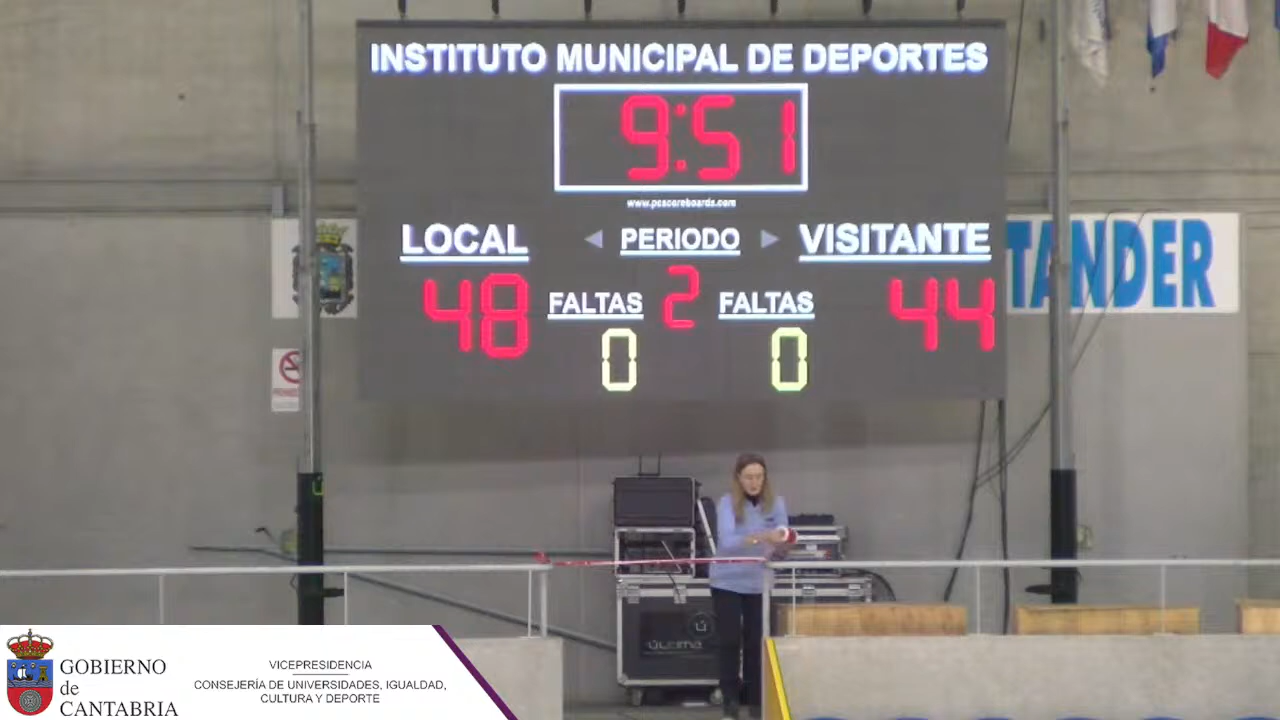 INSTITUTO MUNICIPAL DE DEPORTES
9:51
www.pcscoreboards.com
LOCAL
PERIODO
VISITANTE
48
FALTAS
2
FALTAS
44
0
0
TANDER
ÚLTIMA
GOBIERNO
de
CANTABRIA
VICEPRESIDENCIA
CONSEJERÍA DE UNIVERSIDADES, IGUALDAD,
CULTURA Y DEPORTE